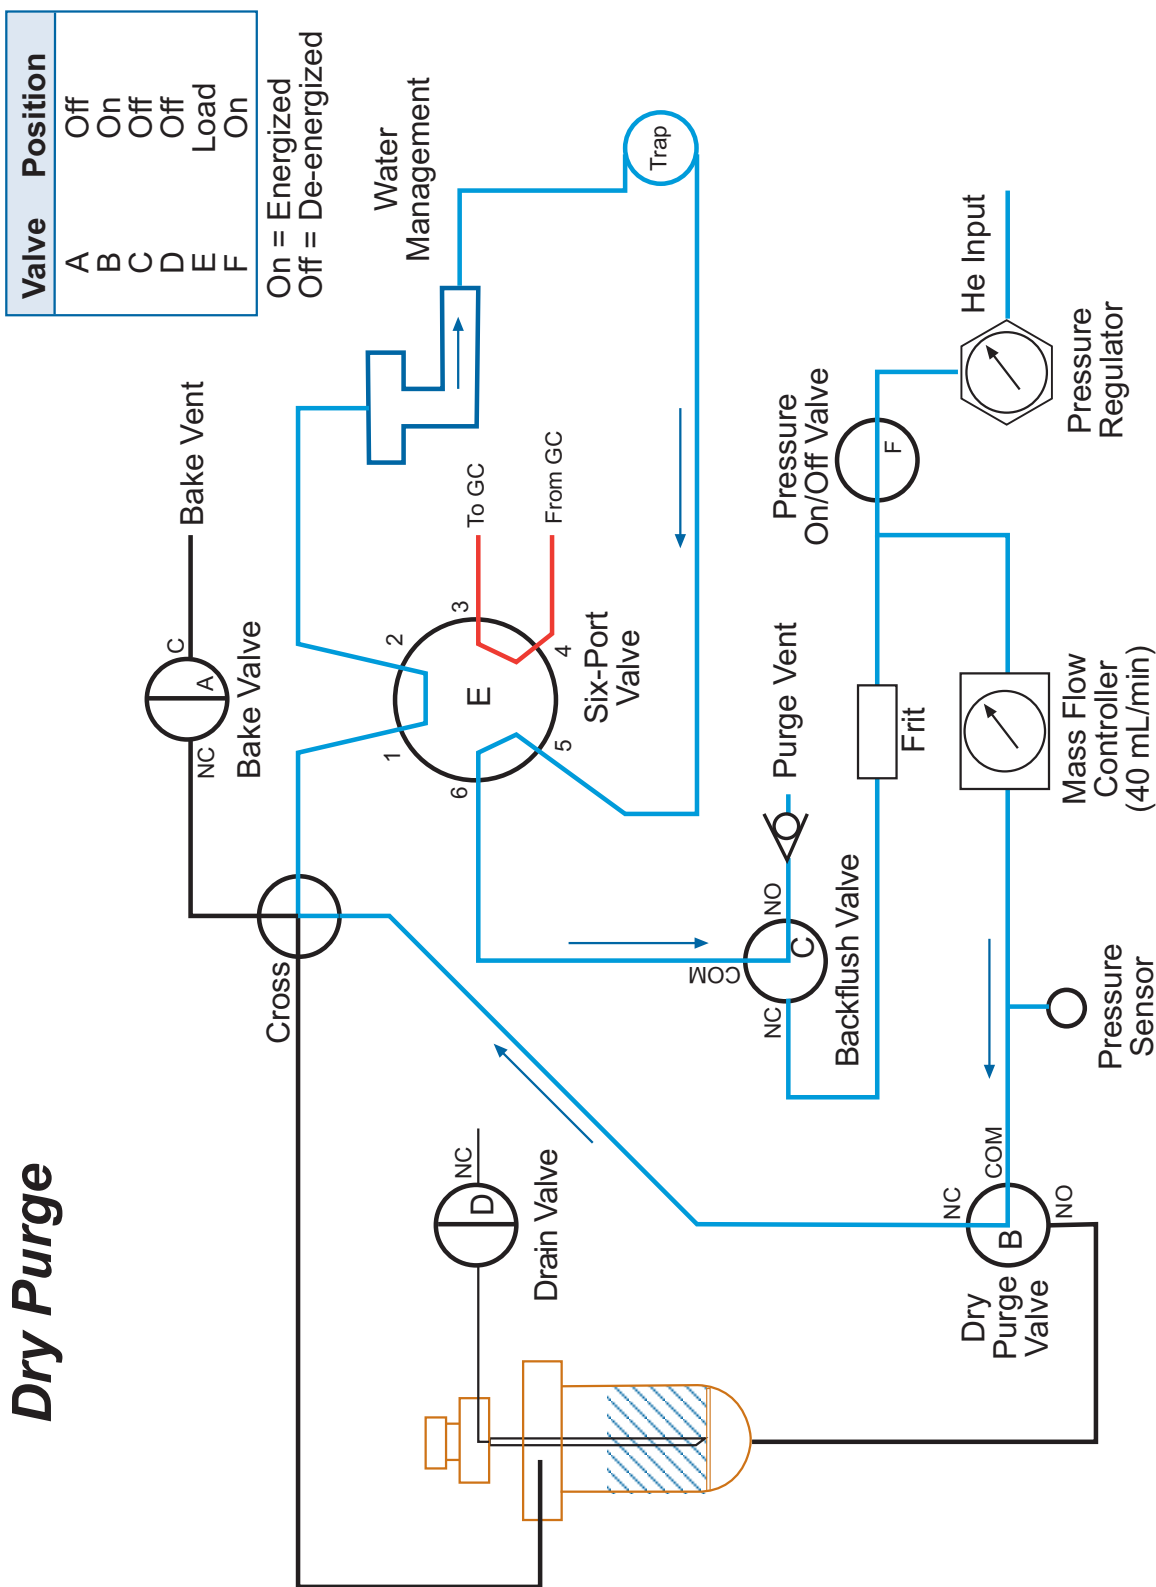 Dry Purge
Valve Position
A Off
B On
C Off
D Off
E Load
F On
On = Energized
Off = De-energized
Bake Vent
C
A
NC
Bake Valve
Cross
Water
Management
Trap
1
2
3
4
5
6
E
To GC
From GC
Six-Port
Valve
NC
D
Drain Valve
Purge Vent
NO
C
COM
NC
Backflush Valve
Pressure
On/Off Valve
F
He Input
Pressure
Regulator
Frit
Mass Flow
Controller
(40 mL/min)
Pressure
Sensor
COM
NC
B
NO
Dry
Purge
Valve